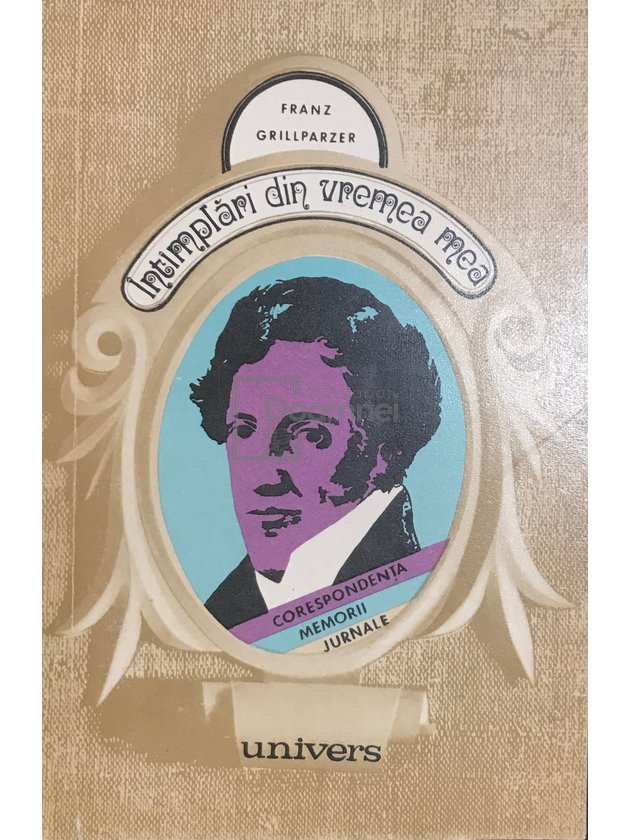 FRANZ
GRILLPARZER
Întîmplări din vremea mea
CORESPONDENȚA
MEMORII
JURNALE
univers